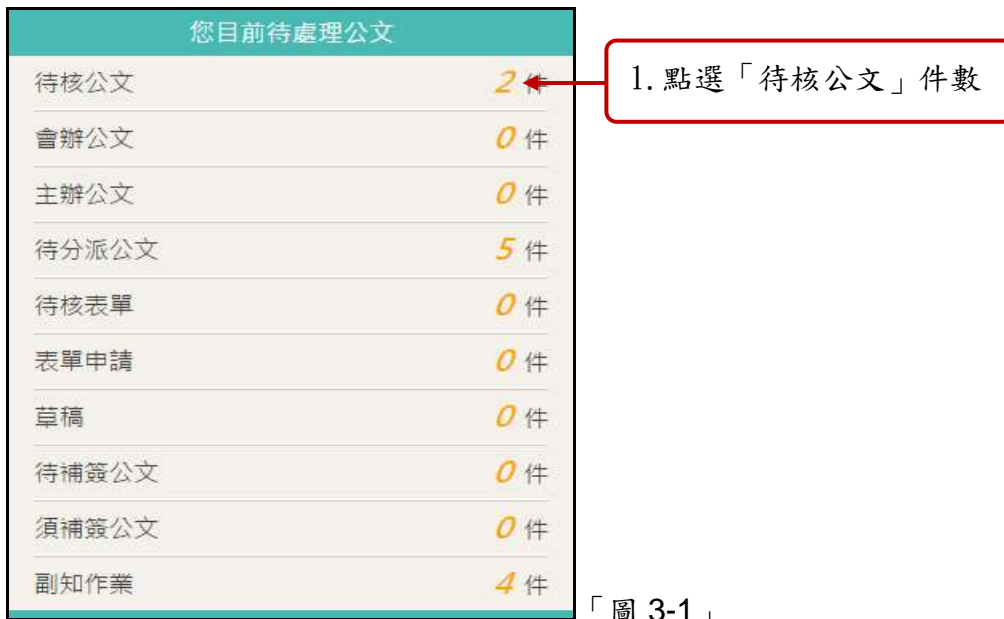 您目前待處理公文
待核公文 2 件
1.點選「待核公文」件數
會辦公文 0 件
主辦公文 0 件
待分派公文 5 件
待核表單 0 件
表單申請 0 件
草稿 0 件
待補簽公文 0 件
須補簽公文 0 件
副知作業 4 件
「圖 3-1」